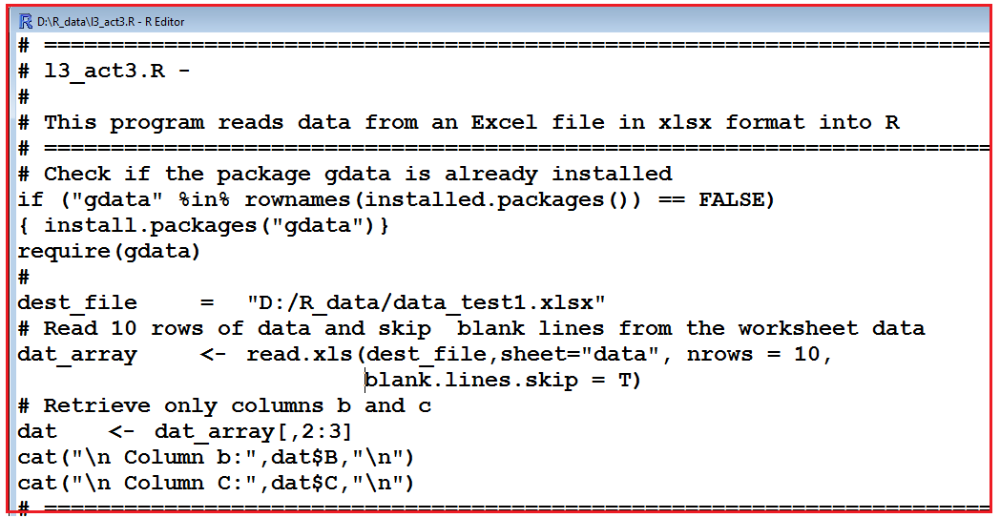 D:\R_data\l3_act3.R - R Editor
# ========================================================================
# l3_act3.R -
#
# This program reads data from an Excel file in xlsx format into R
# ========================================================================
# Check if the package gdata is already installed
if ("gdata" %in% rownames(installed.packages()) == FALSE)
{ install.packages("gdata")}
require(gdata)
#
dest_file     =   "D:/R_data/data_test1.xlsx"
# Read 10 rows of data and skip  blank lines from the worksheet data
dat_array     <- read.xls(dest_file,sheet="data", nrows = 10,
                          blank.lines.skip = T)
# Retrieve only columns b and c
dat    <- dat_array[,2:3]
cat("\n Column b:",dat$B,"\n")
cat("\n Column C:",dat$C,"\n")
# ========================================================================